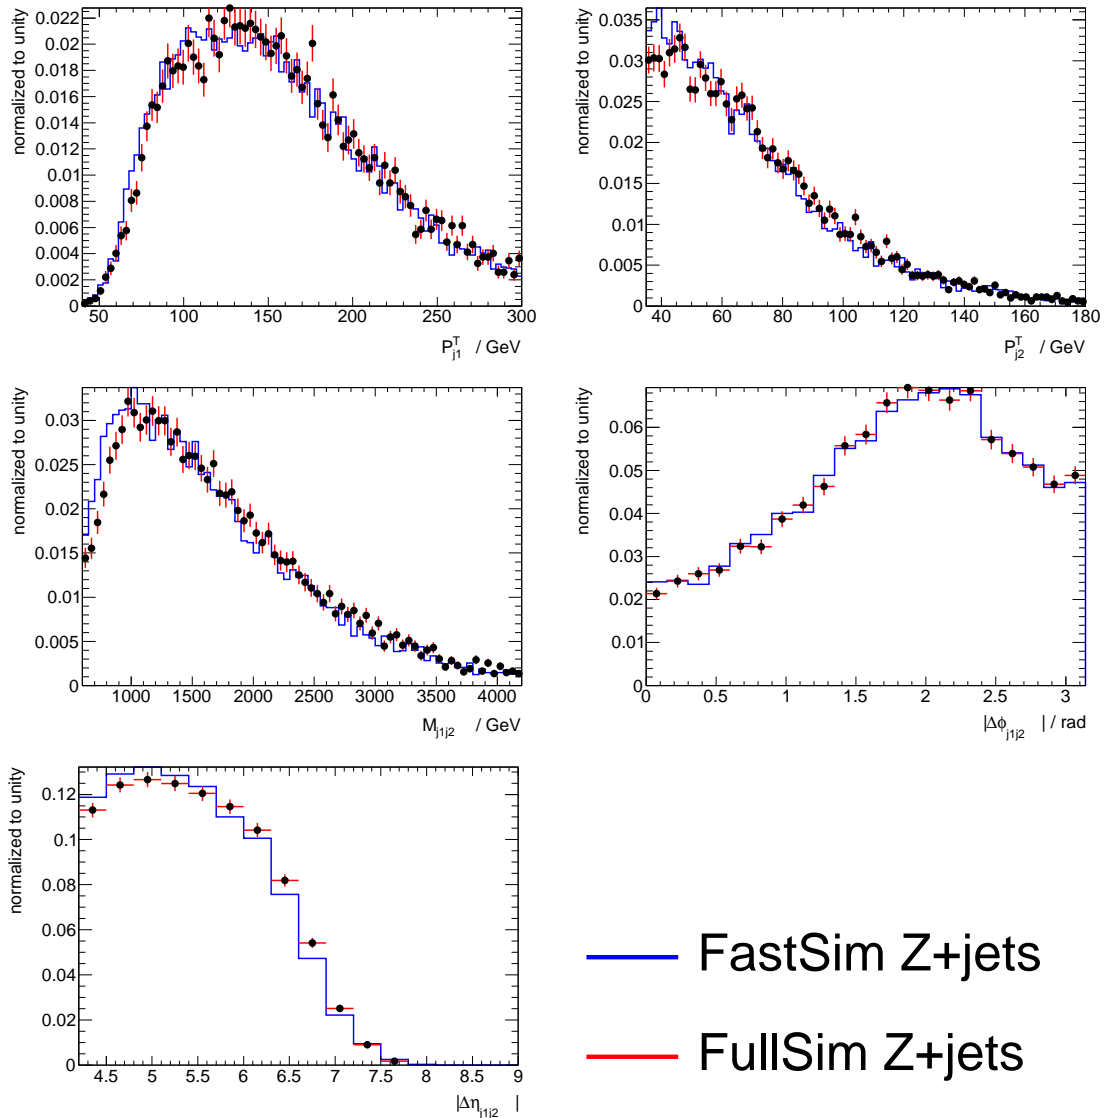 normalized to unity
0.022
0.02
0.018
0.016
0.014
0.012
0.01
0.008
0.006
0.004
0.002
0
50 100 150 200 250 300
P^T_j1 / GeV
normalized to unity
0.035
0.03
0.025
0.02
0.015
0.01
0.005
0
40 60 80 100 120 140 160 180
P^T_j2 / GeV
normalized to unity
0.03
0.025
0.02
0.015
0.01
0.005
0
1000 1500 2000 2500 3000 3500 4000
M_j1j2 / GeV
normalized to unity
0.06
0.05
0.04
0.03
0.02
0.01
0
0 0.5 1 1.5 2 2.5 3
|Δϕ_j1j2 | / rad
normalized to unity
0.12
0.1
0.08
0.06
0.04
0.02
0
4.5 5 5.5 6 6.5 7 7.5 8 8.5 9
|Δη_j1j2 |
FastSim Z+jets
FullSim Z+jets